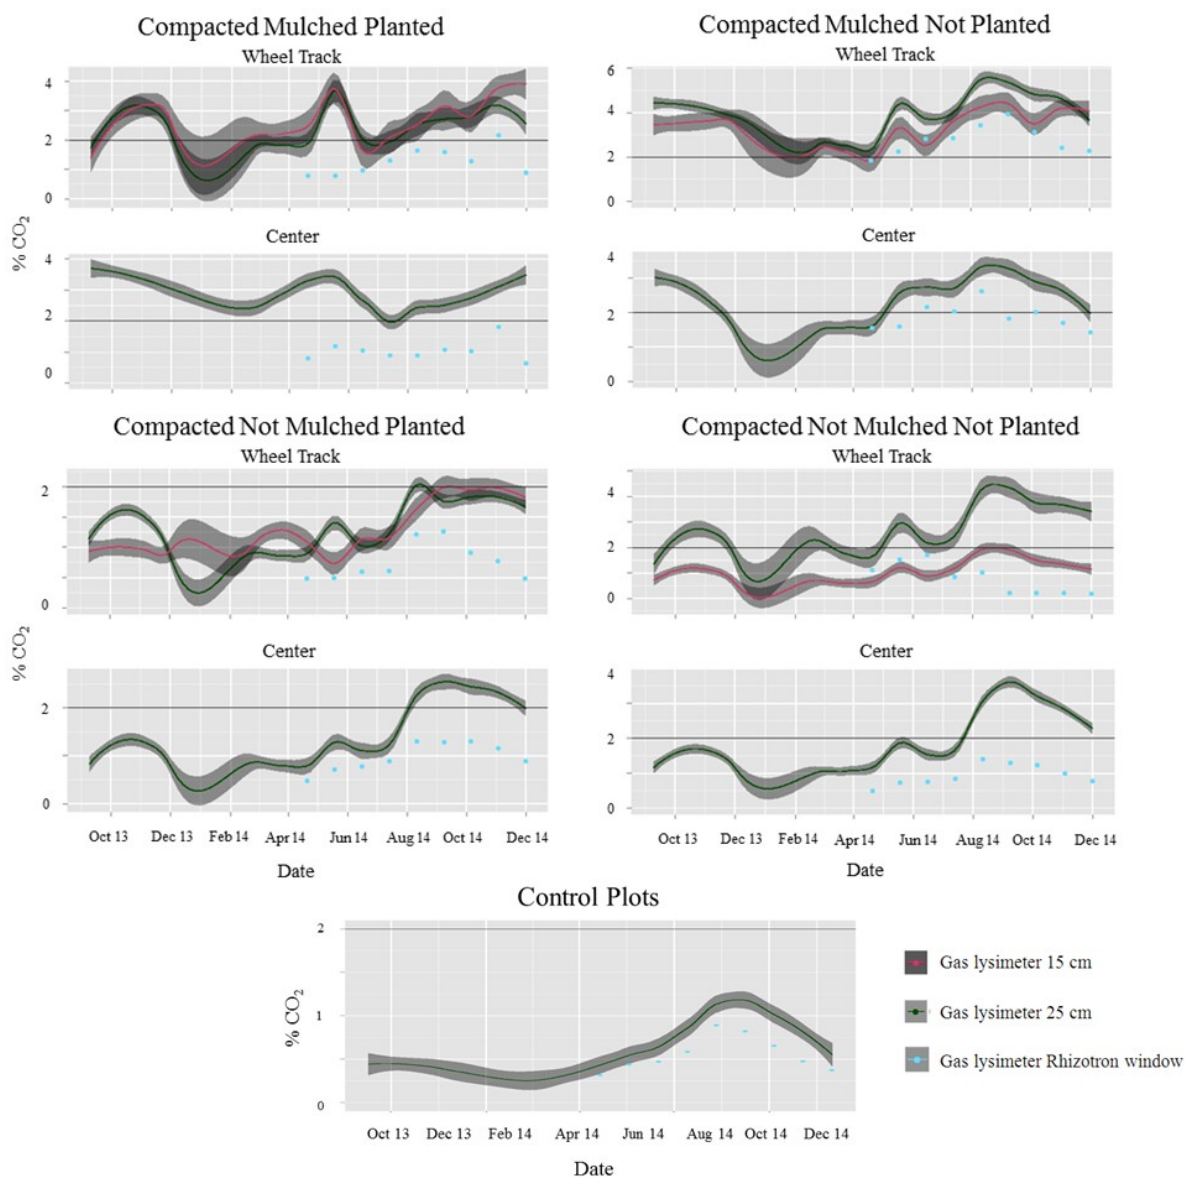 Compacted Mulched Planted
Wheel Track
4
2
0
% CO2
Center
4
2
0
Compacted Mulched Not Planted
Wheel Track
6
4
2
0
Center
4
2
0
Compacted Not Mulched Planted
Wheel Track
2
0
% CO2
Center
2
0
Oct 13 Dec 13 Feb 14 Apr 14 Jun 14 Aug 14 Oct 14 Dec 14
Date
Compacted Not Mulched Not Planted
Wheel Track
4
2
0
Center
4
2
0
Oct 13 Dec 13 Feb 14 Apr 14 Jun 14 Aug 14 Oct 14 Dec 14
Date
Control Plots
2
1
0
% CO2
Oct 13 Dec 13 Feb 14 Apr 14 Jun 14 Aug 14 Oct 14 Dec 14
Date
Gas lysimeter 15 cm
Gas lysimeter 25 cm
Gas lysimeter Rhizotron window